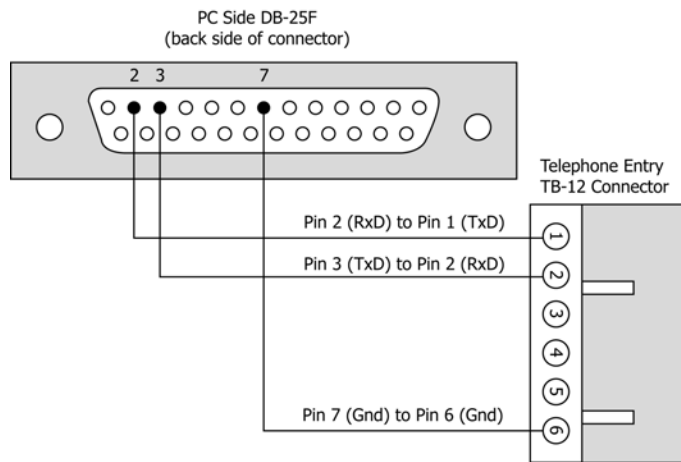 PC Side DB-25F
(back side of connector)
2 3 7
Telephone Entry
TB-12 Connector
Pin 2 (RxD) to Pin 1 (TxD)
1
Pin 3 (TxD) to Pin 2 (RxD)
2
3
4
5
Pin 7 (Gnd) to Pin 6 (Gnd)
6